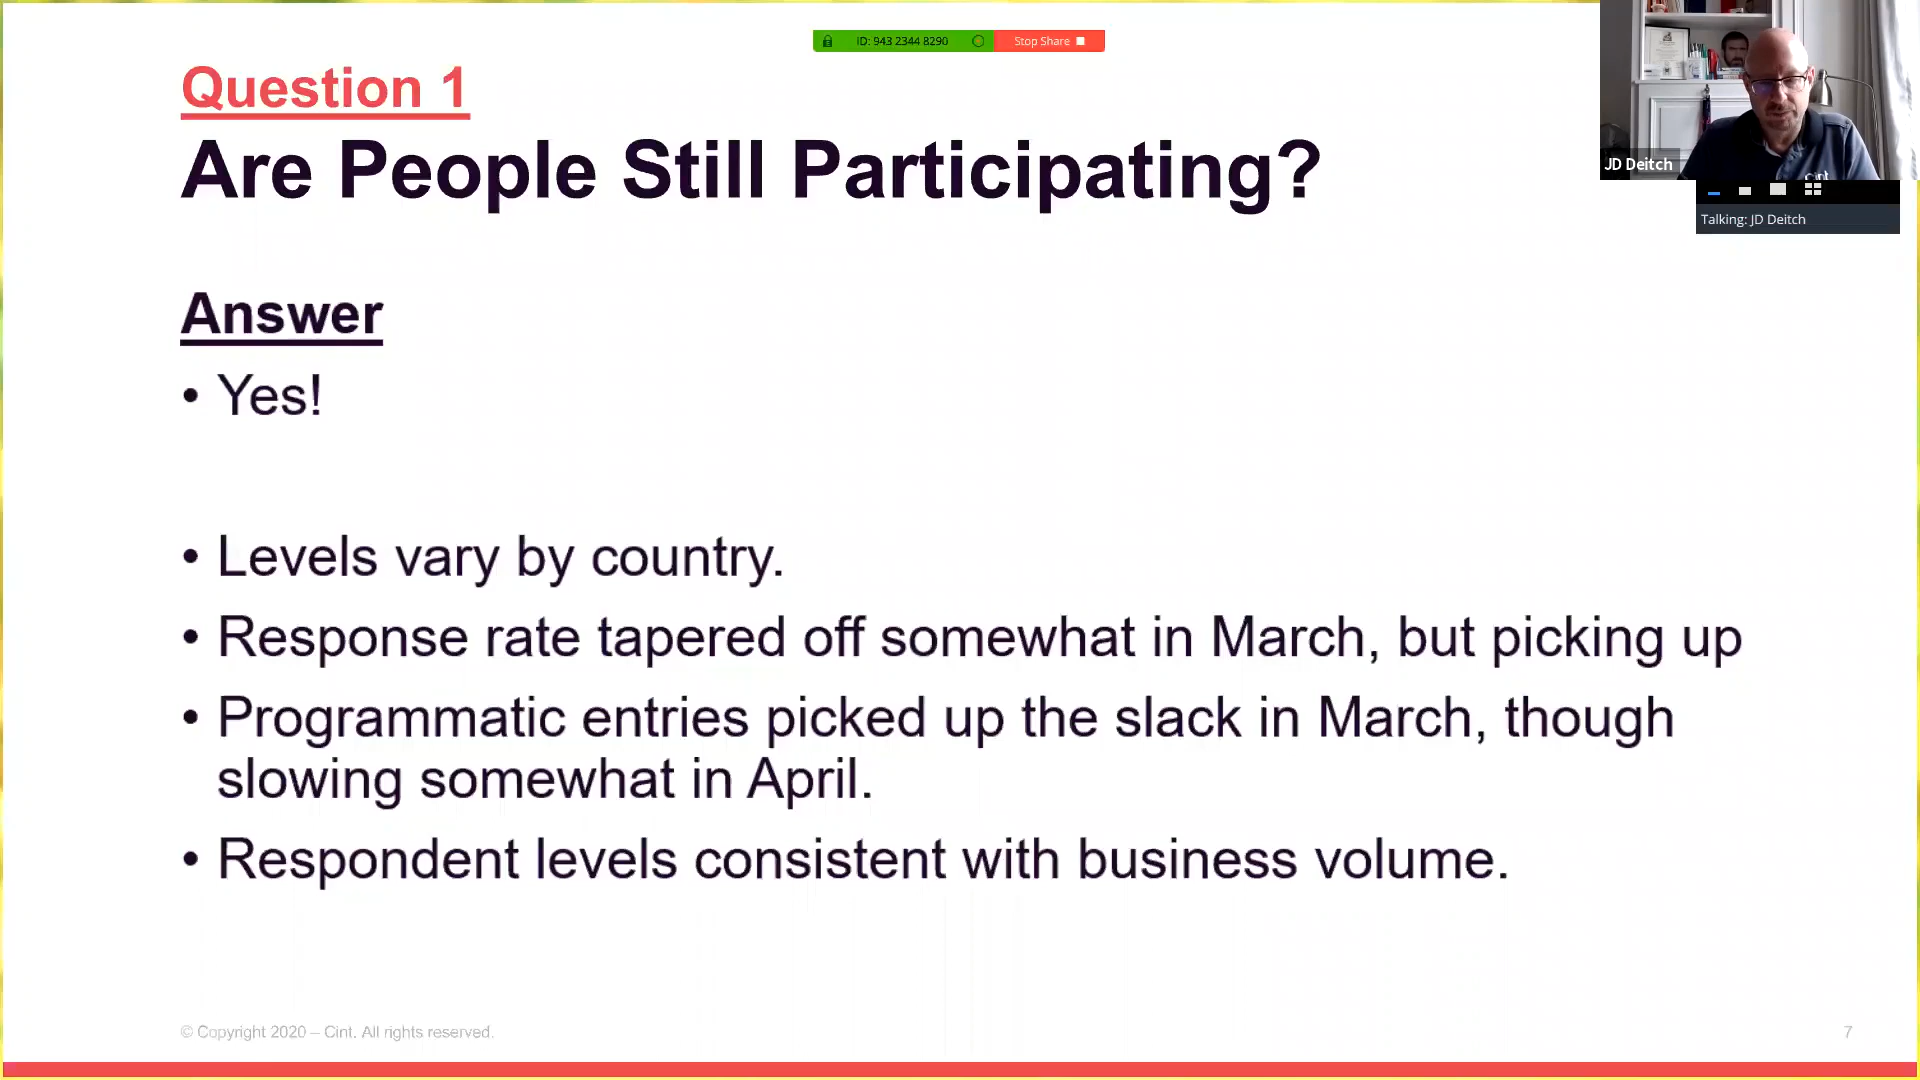 ID: 943 2344 8290
Stop Share
Question 1
Are People Still Participating?
JD Deitch
cint
Talking: JD Deitch
Answer
• Yes!
• Levels vary by country.
• Response rate tapered off somewhat in March, but picking up
• Programmatic entries picked up the slack in March, though
slowing somewhat in April.
• Respondent levels consistent with business volume.
© Copyright 2020 – Cint. All rights reserved.
7